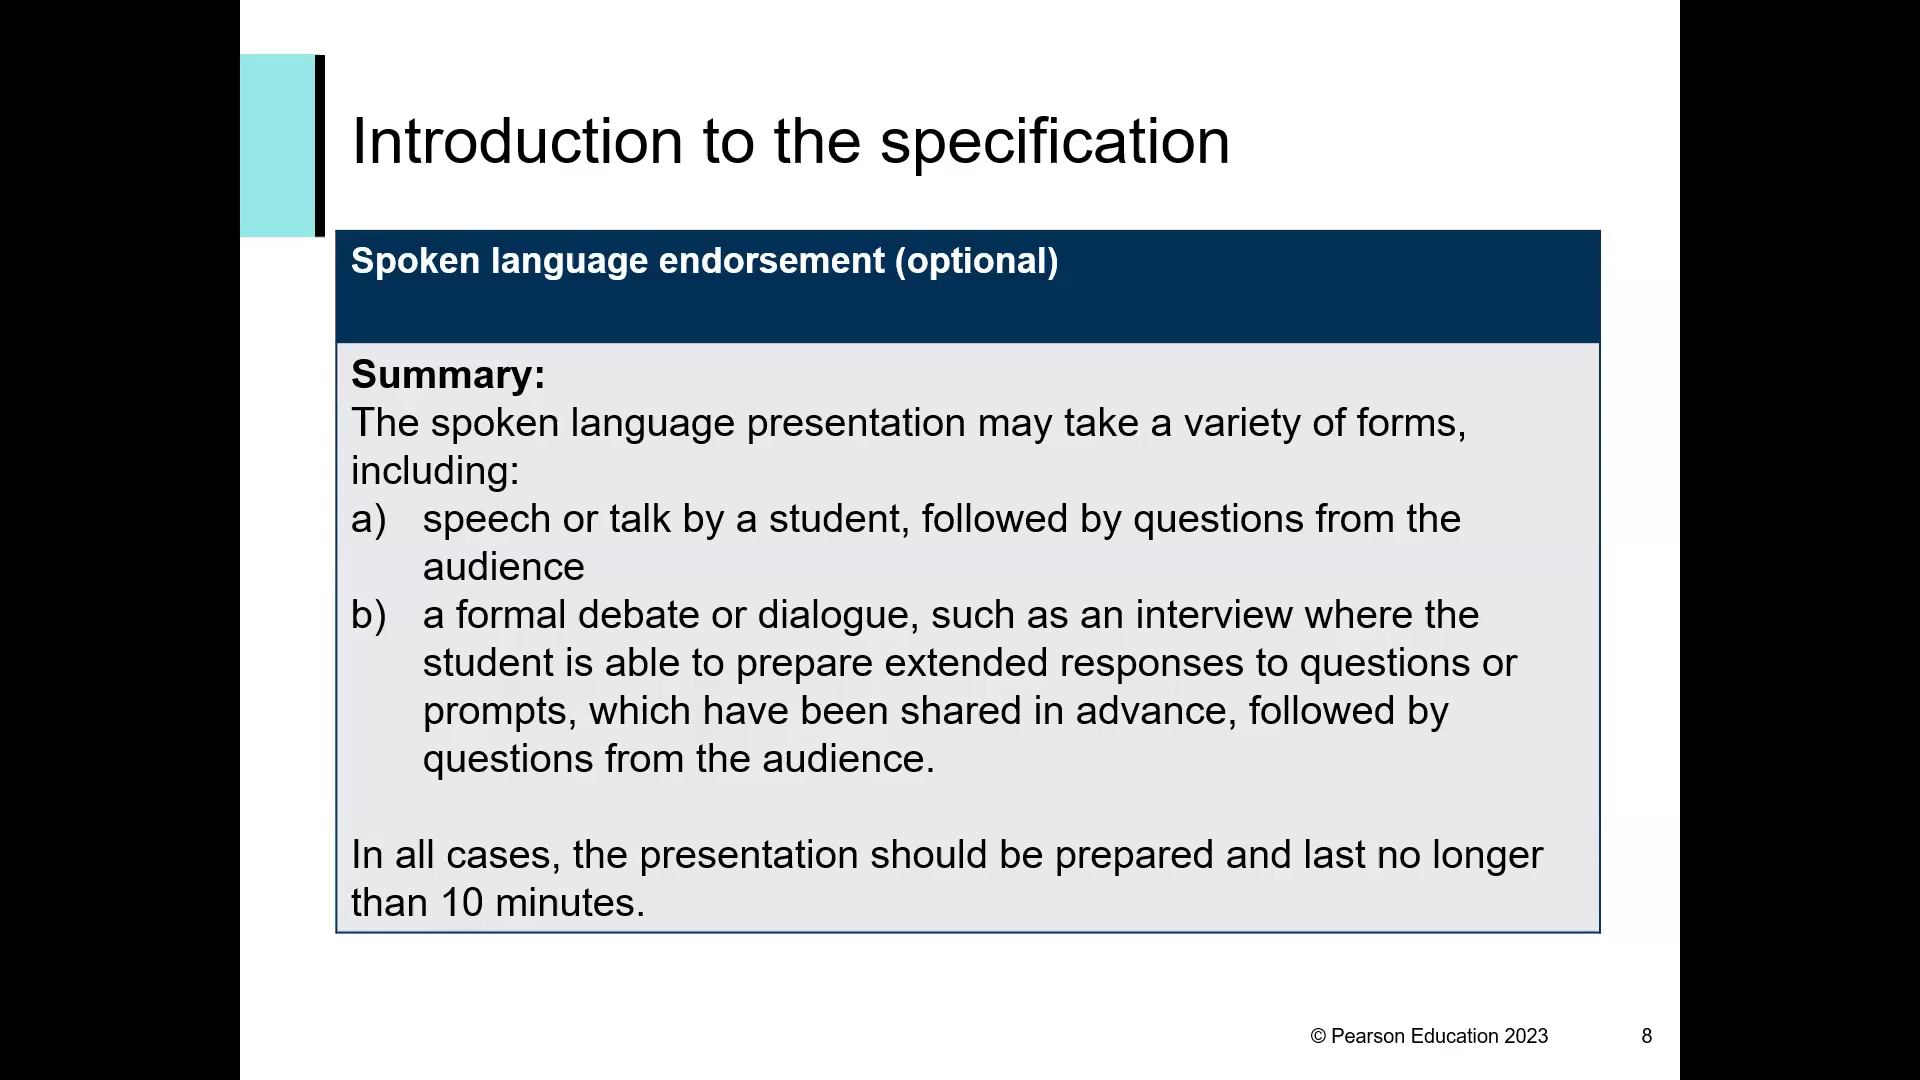 Introduction to the specification
Spoken language endorsement (optional)
Summary:
The spoken language presentation may take a variety of forms,
including:
a) speech or talk by a student, followed by questions from the
audience
b) a formal debate or dialogue, such as an interview where the
student is able to prepare extended responses to questions or
prompts, which have been shared in advance, followed by
questions from the audience.
In all cases, the presentation should be prepared and last no longer
than 10 minutes.
© Pearson Education 2023
8